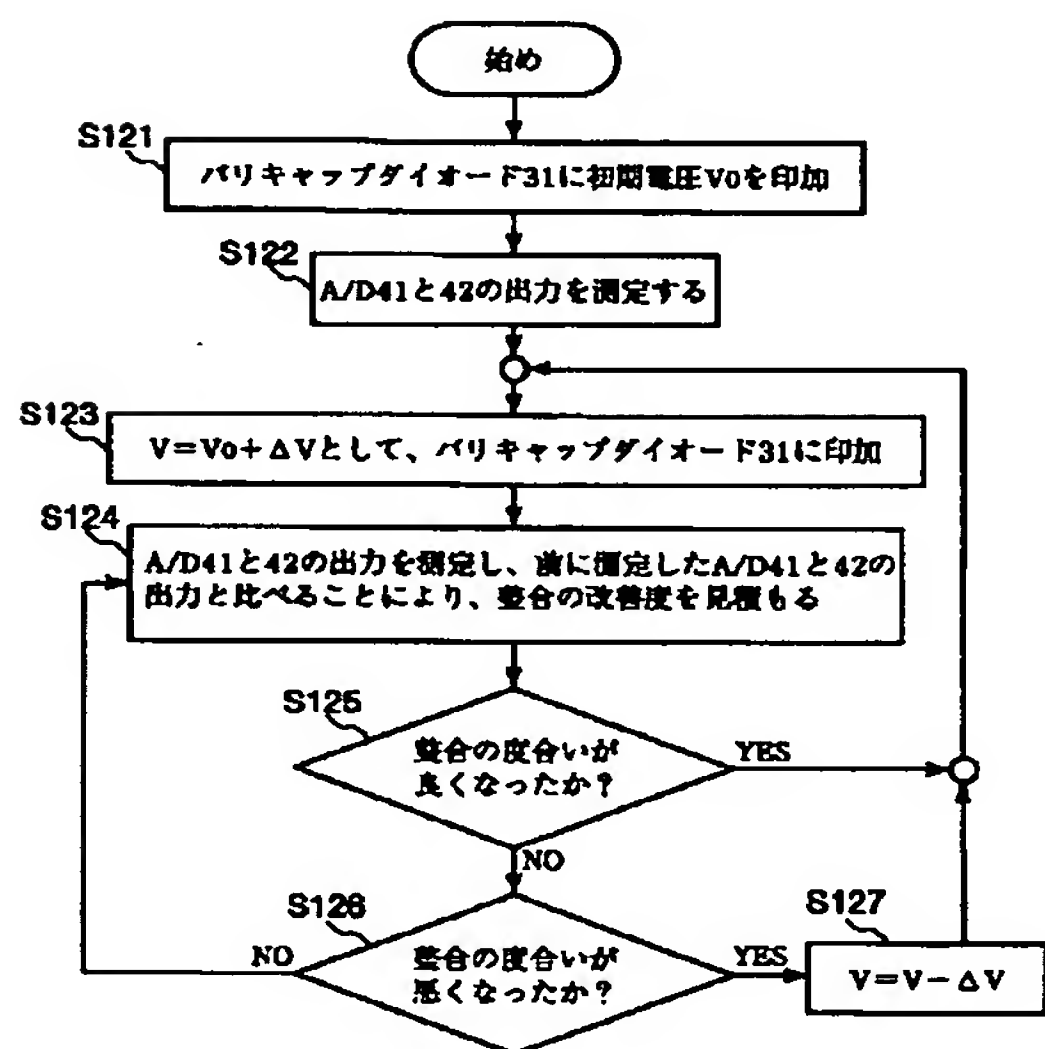 始め
S121
バリキャップダイオード31に初期電圧V0を印加
S122
A/D41と42の出力を測定する
S123
V=V0+ΔVとして、バリキャップダイオード31に印加
S124
A/D41と42の出力を測定し、前に測定したA/D41と42の
出力と比べることにより、整合の改善度を見積もる
S125
整合の度合いが
良くなったか?
YES
NO
S126
整合の度合いが
悪くなったか?
NO
YES
S127
V=V-ΔV